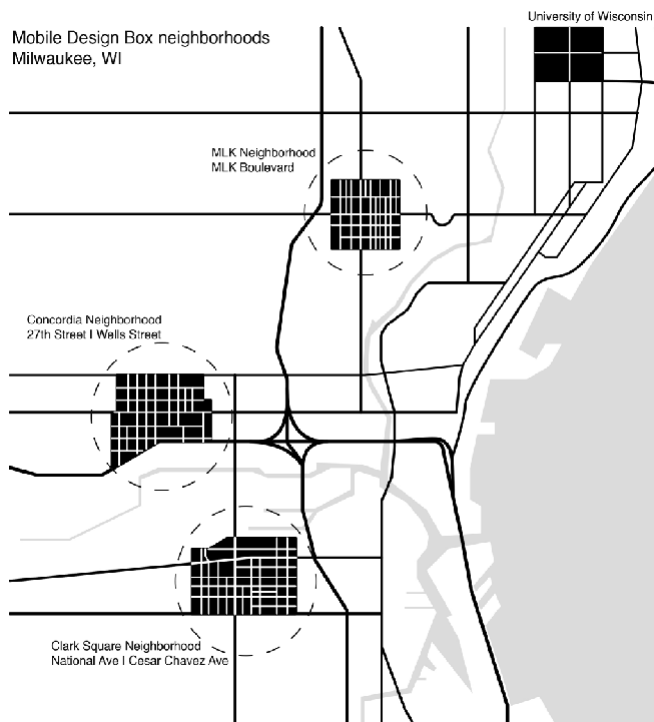 University of Wisconsin
Mobile Design Box neighborhoods
Milwaukee, WI
MLK Neighborhood
MLK Boulevard
Concordia Neighborhood
27th Street I Wells Street
Clark Square Neighborhood
National Ave I Cesar Chavez Ave